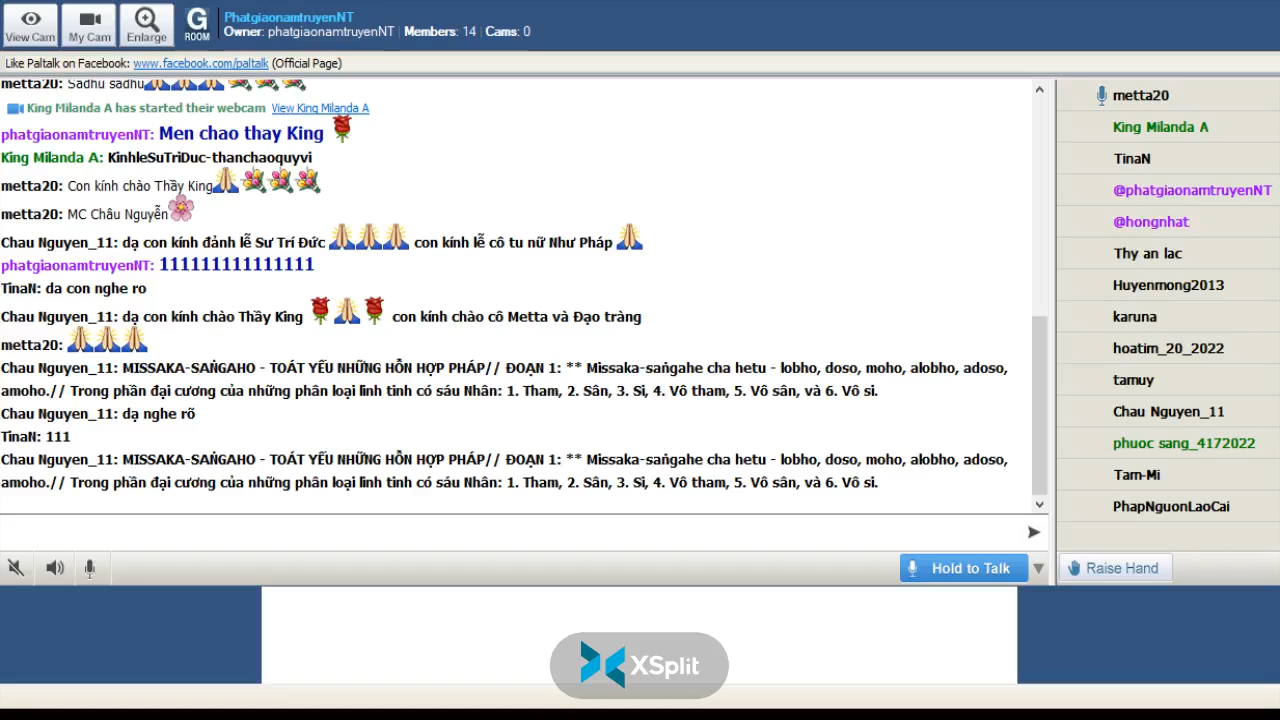 View Cam
My Cam
Enlarge
G
ROOM
PhatgiaonamtruyenNT
Owner: phatgiaonamtruyenNT | Members: 14 | Cams: 0
Like Paltalk on Facebook: www.facebook.com/paltalk (Official Page)
metta20: Sadhu sadhu
King Milanda A has started their webcam View King Milanda A
phatgiaonamtruyenNT: Men chao thay King
King Milanda A: KinhleSuTriDuc-thanchaoquyvi
metta20: Con kính chào Thầy King
metta20: MC Châu Nguyễn
Chau Nguyen_11: dạ con kính đảnh lễ Sư Trí Đức con kính lễ cô tu nữ Như Pháp
phatgiaonamtruyenNT: 111111111111111
TinaN: da con nghe ro
Chau Nguyen_11: dạ con kính chào Thầy King con kính chào cô Metta và Đạo tràng
metta20:
Chau Nguyen_11: MISSAKA-SAṄGAHO - TOÁT YẾU NHỮNG HỖN HỢP PHÁP// ĐOẠN 1: ** Missaka-saṅgahe cha hetu - lobho, doso, moho, alobho, adoso,
amoho.// Trong phần đại cương của những phân loại linh tinh có sáu Nhân: 1. Tham, 2. Sân, 3. Si, 4. Vô tham, 5. Vô sân, và 6. Vô si.
Chau Nguyen_11: dạ nghe rõ
TinaN: 111
Chau Nguyen_11: MISSAKA-SAṄGAHO - TOÁT YẾU NHỮNG HỖN HỢP PHÁP// ĐOẠN 1: ** Missaka-saṅgahe cha hetu - lobho, doso, moho, alobho, adoso,
amoho.// Trong phần đại cương của những phân loại linh tinh có sáu Nhân: 1. Tham, 2. Sân, 3. Si, 4. Vô tham, 5. Vô sân, và 6. Vô si.
metta20
King Milanda A
TinaN
@phatgiaonamtruyenNT
@hongnhat
Thy an lac
Huyenmong2013
karuna
hoatim_20_2022
tamuy
Chau Nguyen_11
phuoc sang_4172022
Tam-Mi
PhapNguonLaoCai
Hold to Talk
Raise Hand
XSplit